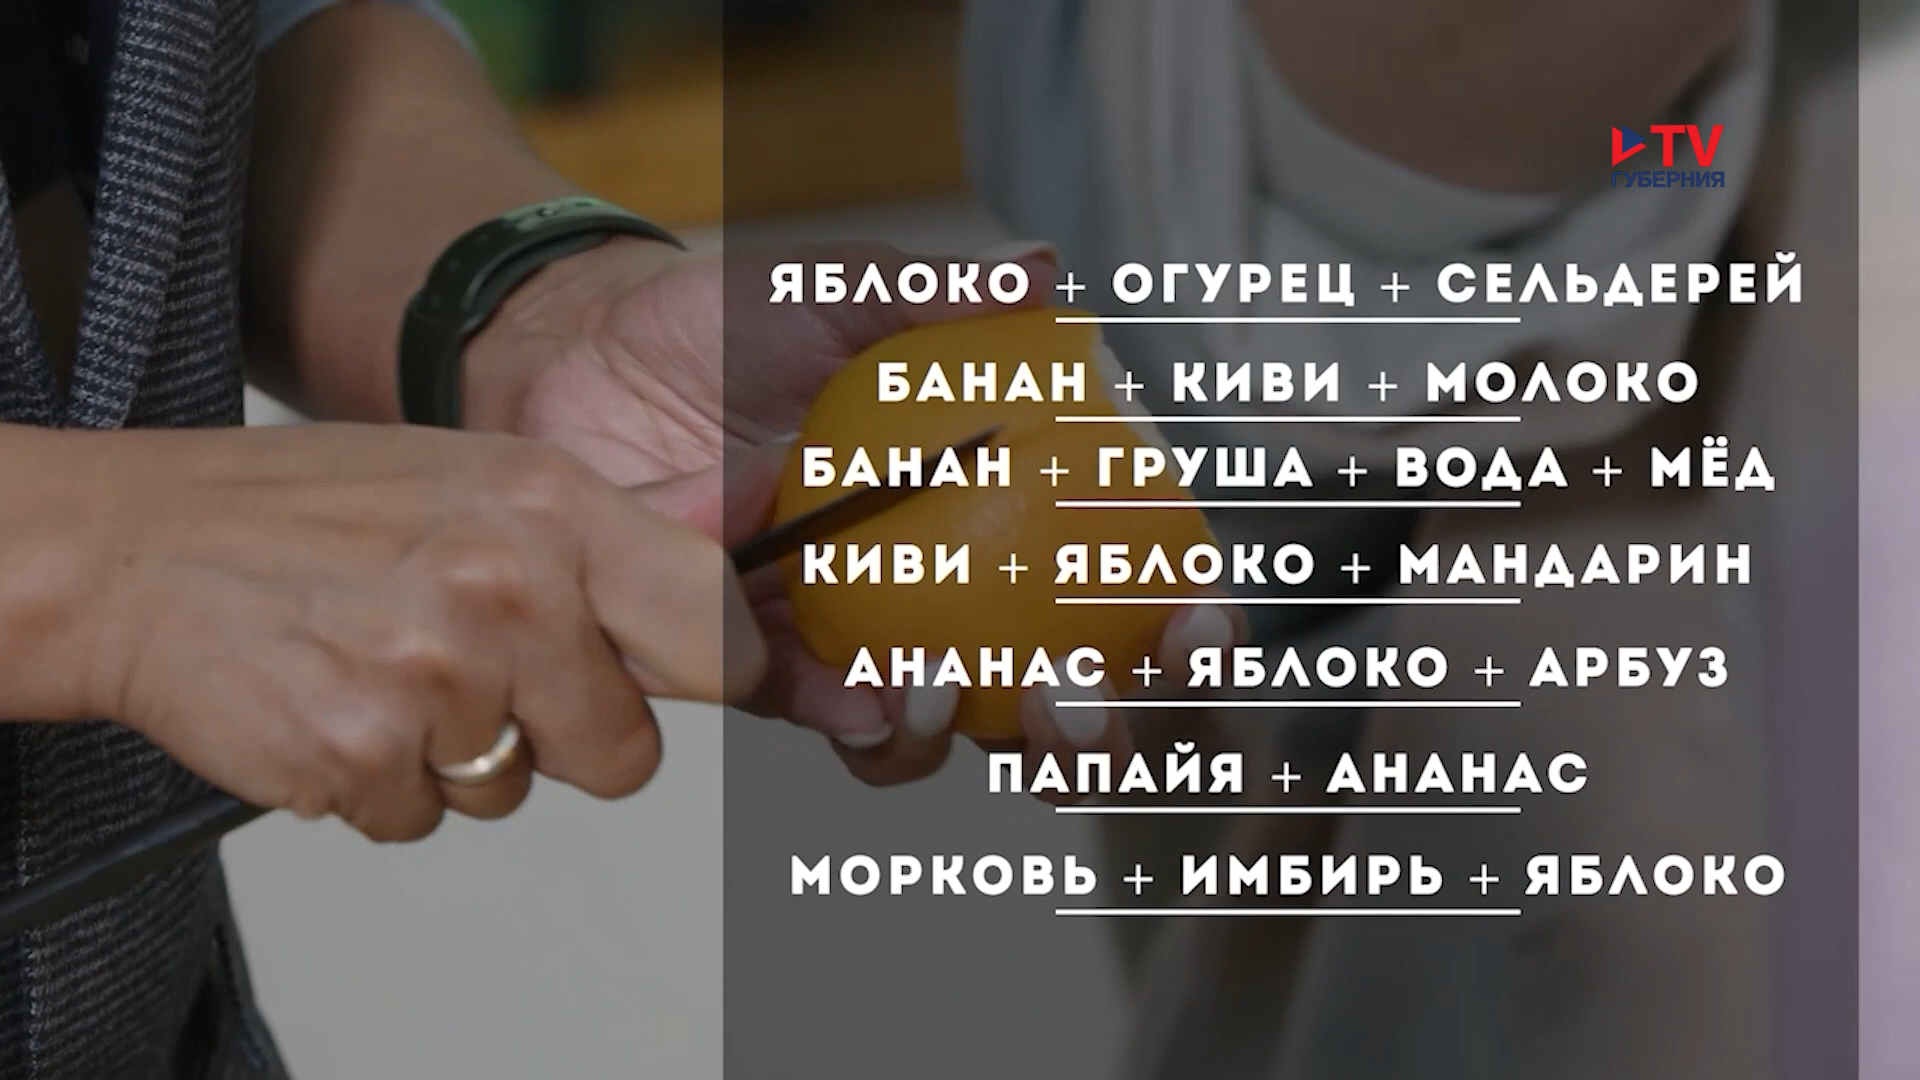 TV
ГУБЕРНИЯ
ЯБЛОКО + ОГУРЕЦ + СЕЛЬДЕРЕЙ
БАНАН + КИВИ + МОЛОКО
БАНАН + ГРУША + ВОДА + МЁД
КИВИ + ЯБЛОКО + МАНДАРИН
АНАНАС + ЯБЛОКО + АРБУЗ
ПАПАЙЯ + АНАНАС
МОРКОВЬ + ИМБИРЬ + ЯБЛОКО